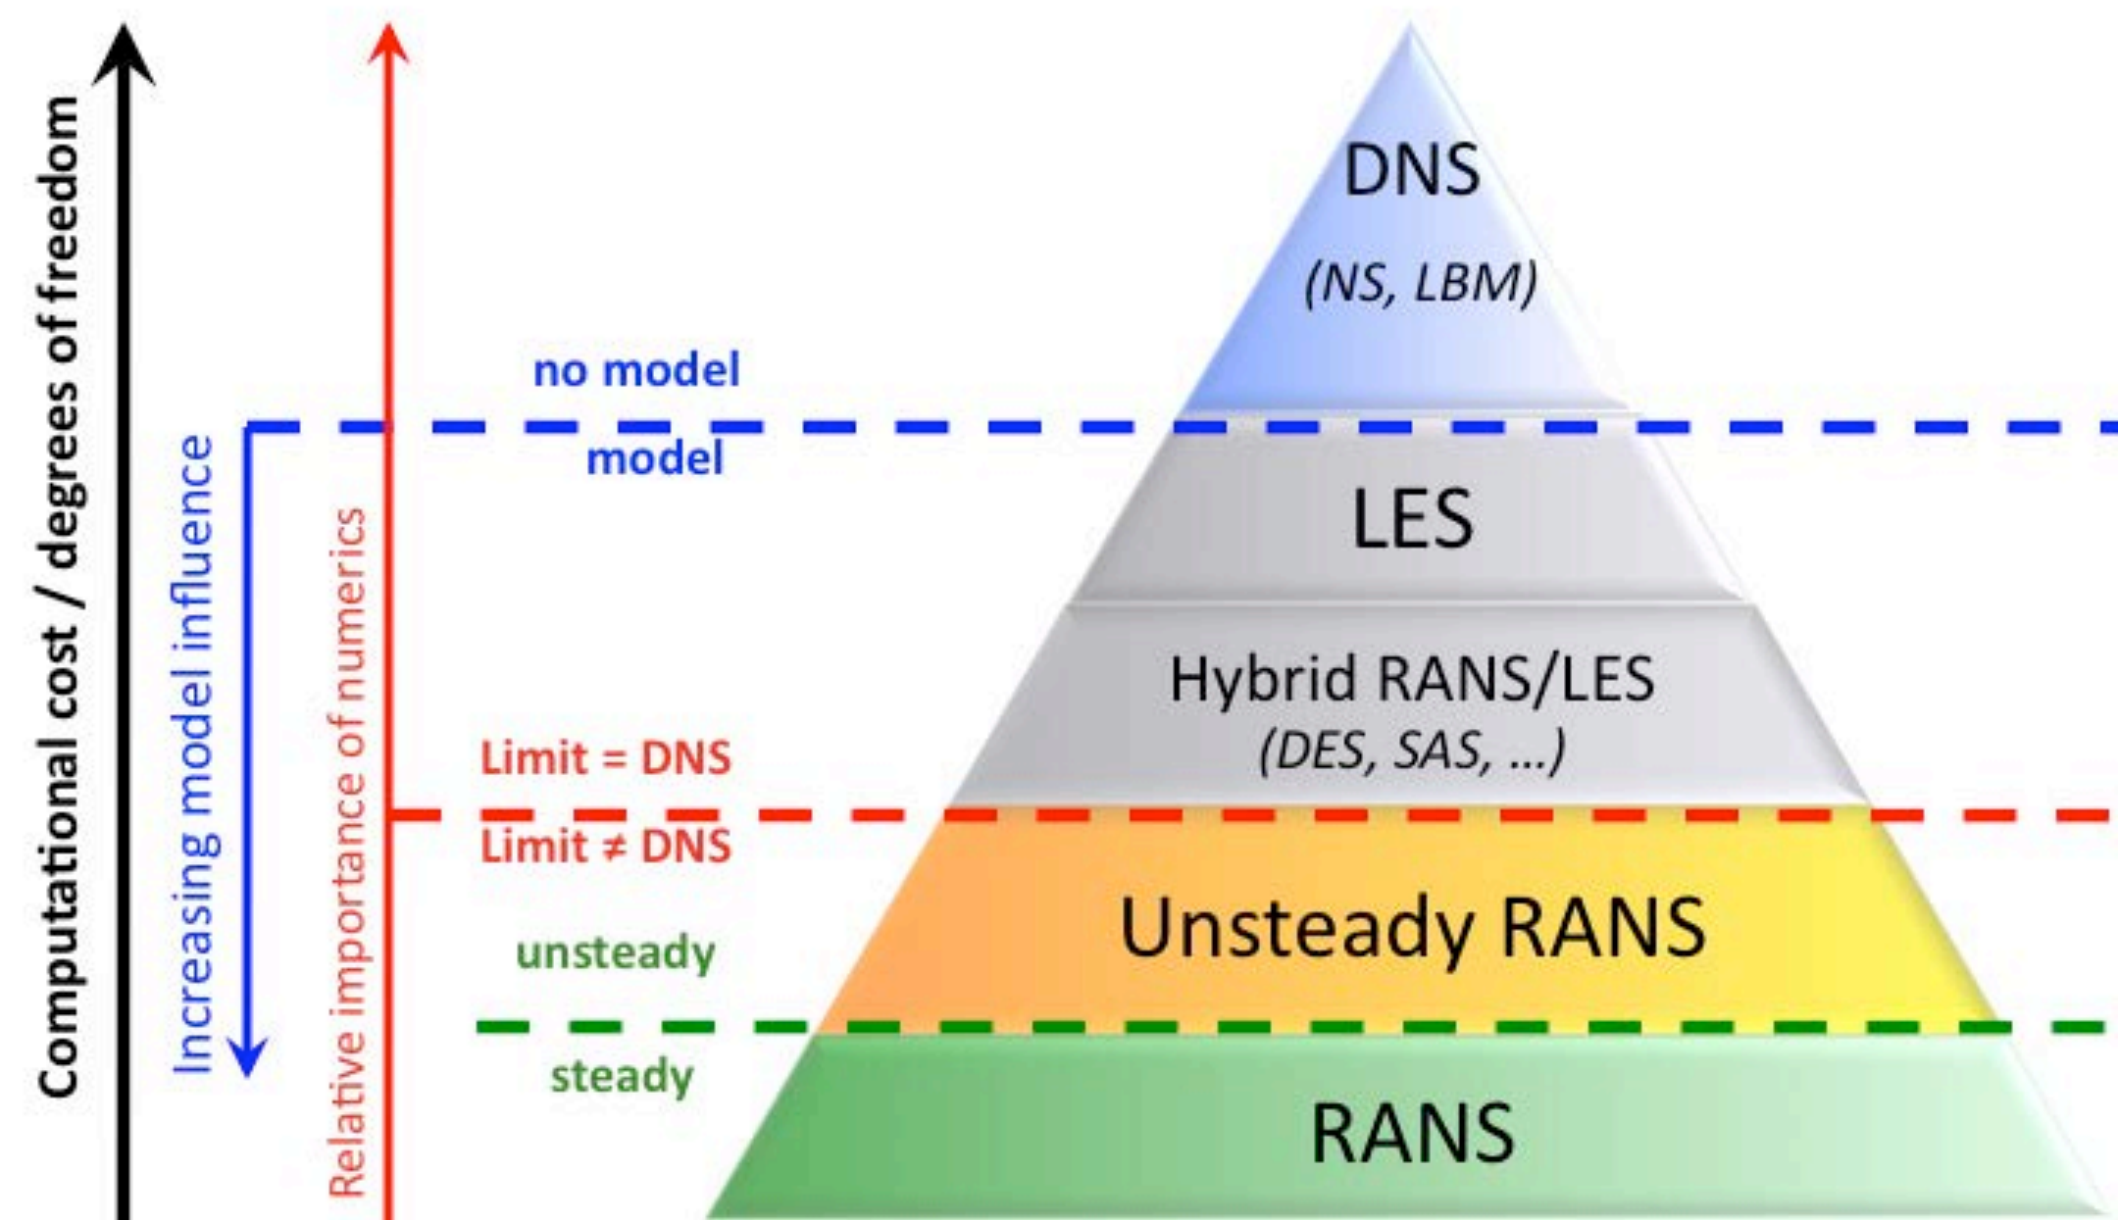 Computational cost / degrees of freedom
Increasing model influence
Relative importance of numerics
no model
model
Limit = DNS
Limit ≠ DNS
unsteady
steady
DNS
(NS, LBM)
LES
Hybrid RANS/LES
(DES, SAS, ...)
Unsteady RANS
RANS